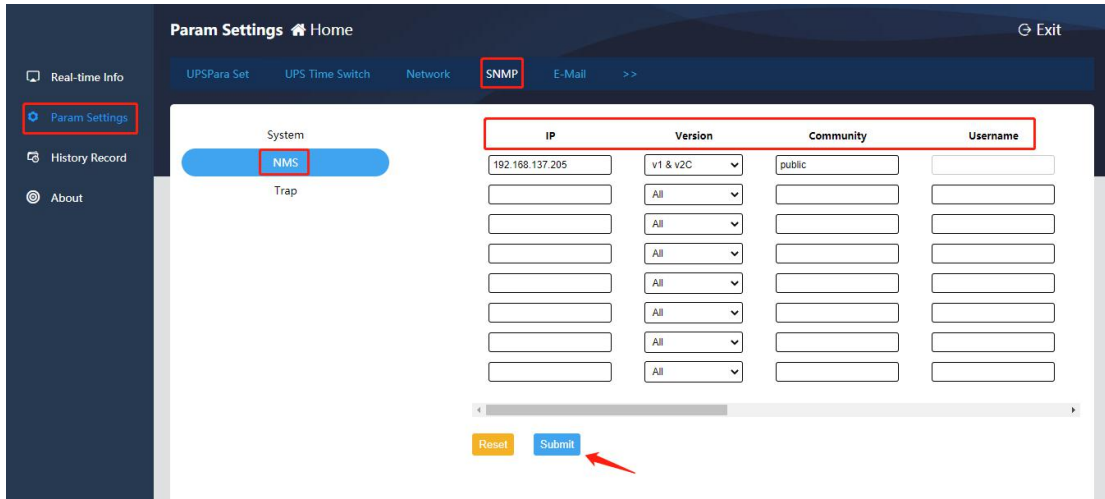 Param Settings Home Exit
Real-time Info
Param Settings
History Record
About
UPSPara Set UPS Time Switch Network SNMP E-Mail >>
System
NMS
Trap
IP Version Community Username
192.168.137.205 v1 & v2C public
All
All
All
All
All
All
All
Reset Submit